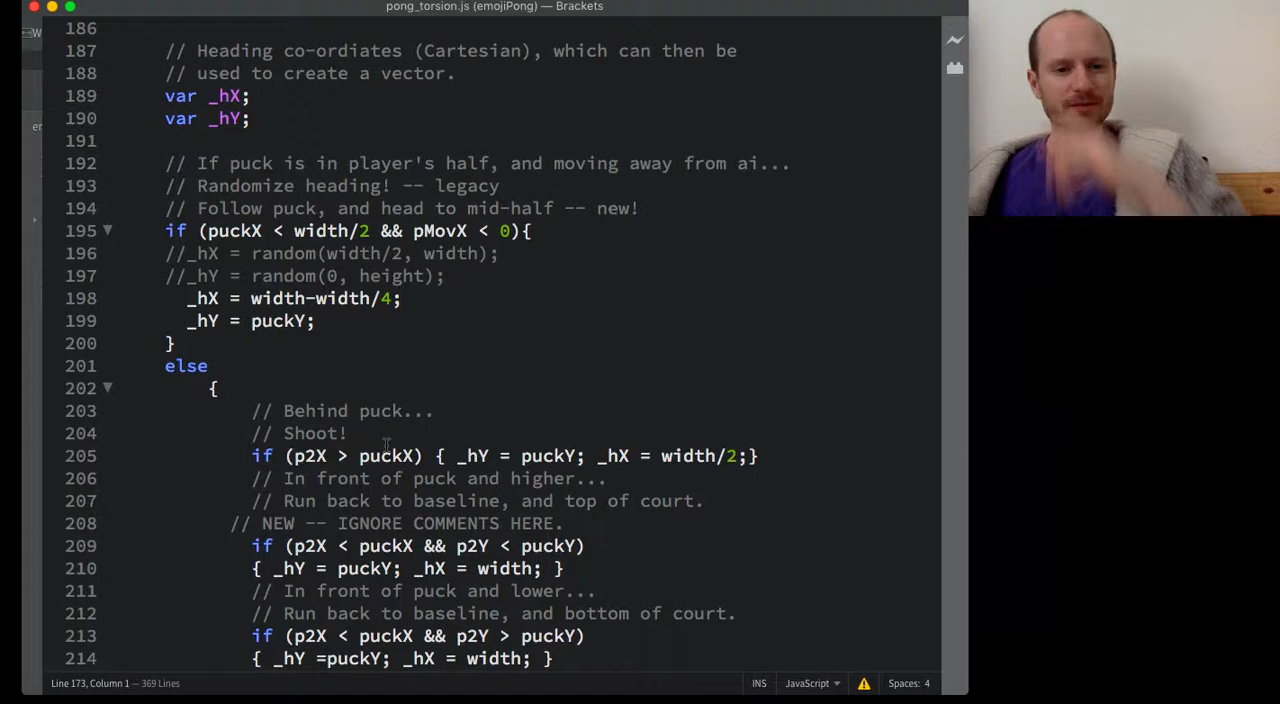 pong_torsion.js (emojiPong) — Brackets
W
186
187 // Heading co-ordiates (Cartesian), which can then be
188 // used to create a vector.
189 var _hX;
190 var _hY;
er
191
192 // If puck is in player's half, and moving away from ai...
193 // Randomize heading! -- legacy
194 // Follow puck, and head to mid-half -- new!
195 if (puckX < width/2 && pMovX < 0){
196 //_hX = random(width/2, width);
197 //_hY = random(0, height);
198 _hX = width-width/4;
199 _hY = puckY;
200 }
201 else
202 {
203 // Behind puck...
204 // Shoot!
205 if (p2X > puckX) { _hY = puckY; _hX = width/2;}
206 // In front of puck and higher...
207 // Run back to baseline, and top of court.
208 // NEW -- IGNORE COMMENTS HERE.
209 if (p2X < puckX && p2Y < puckY)
210 { _hY = puckY; _hX = width; }
211 // In front of puck and lower...
212 // Run back to baseline, and bottom of court.
213 if (p2X < puckX && p2Y > puckY)
214 { _hY =puckY; _hX = width; }
Line 173, Column 1 — 369 Lines
INS
JavaScript
Spaces: 4